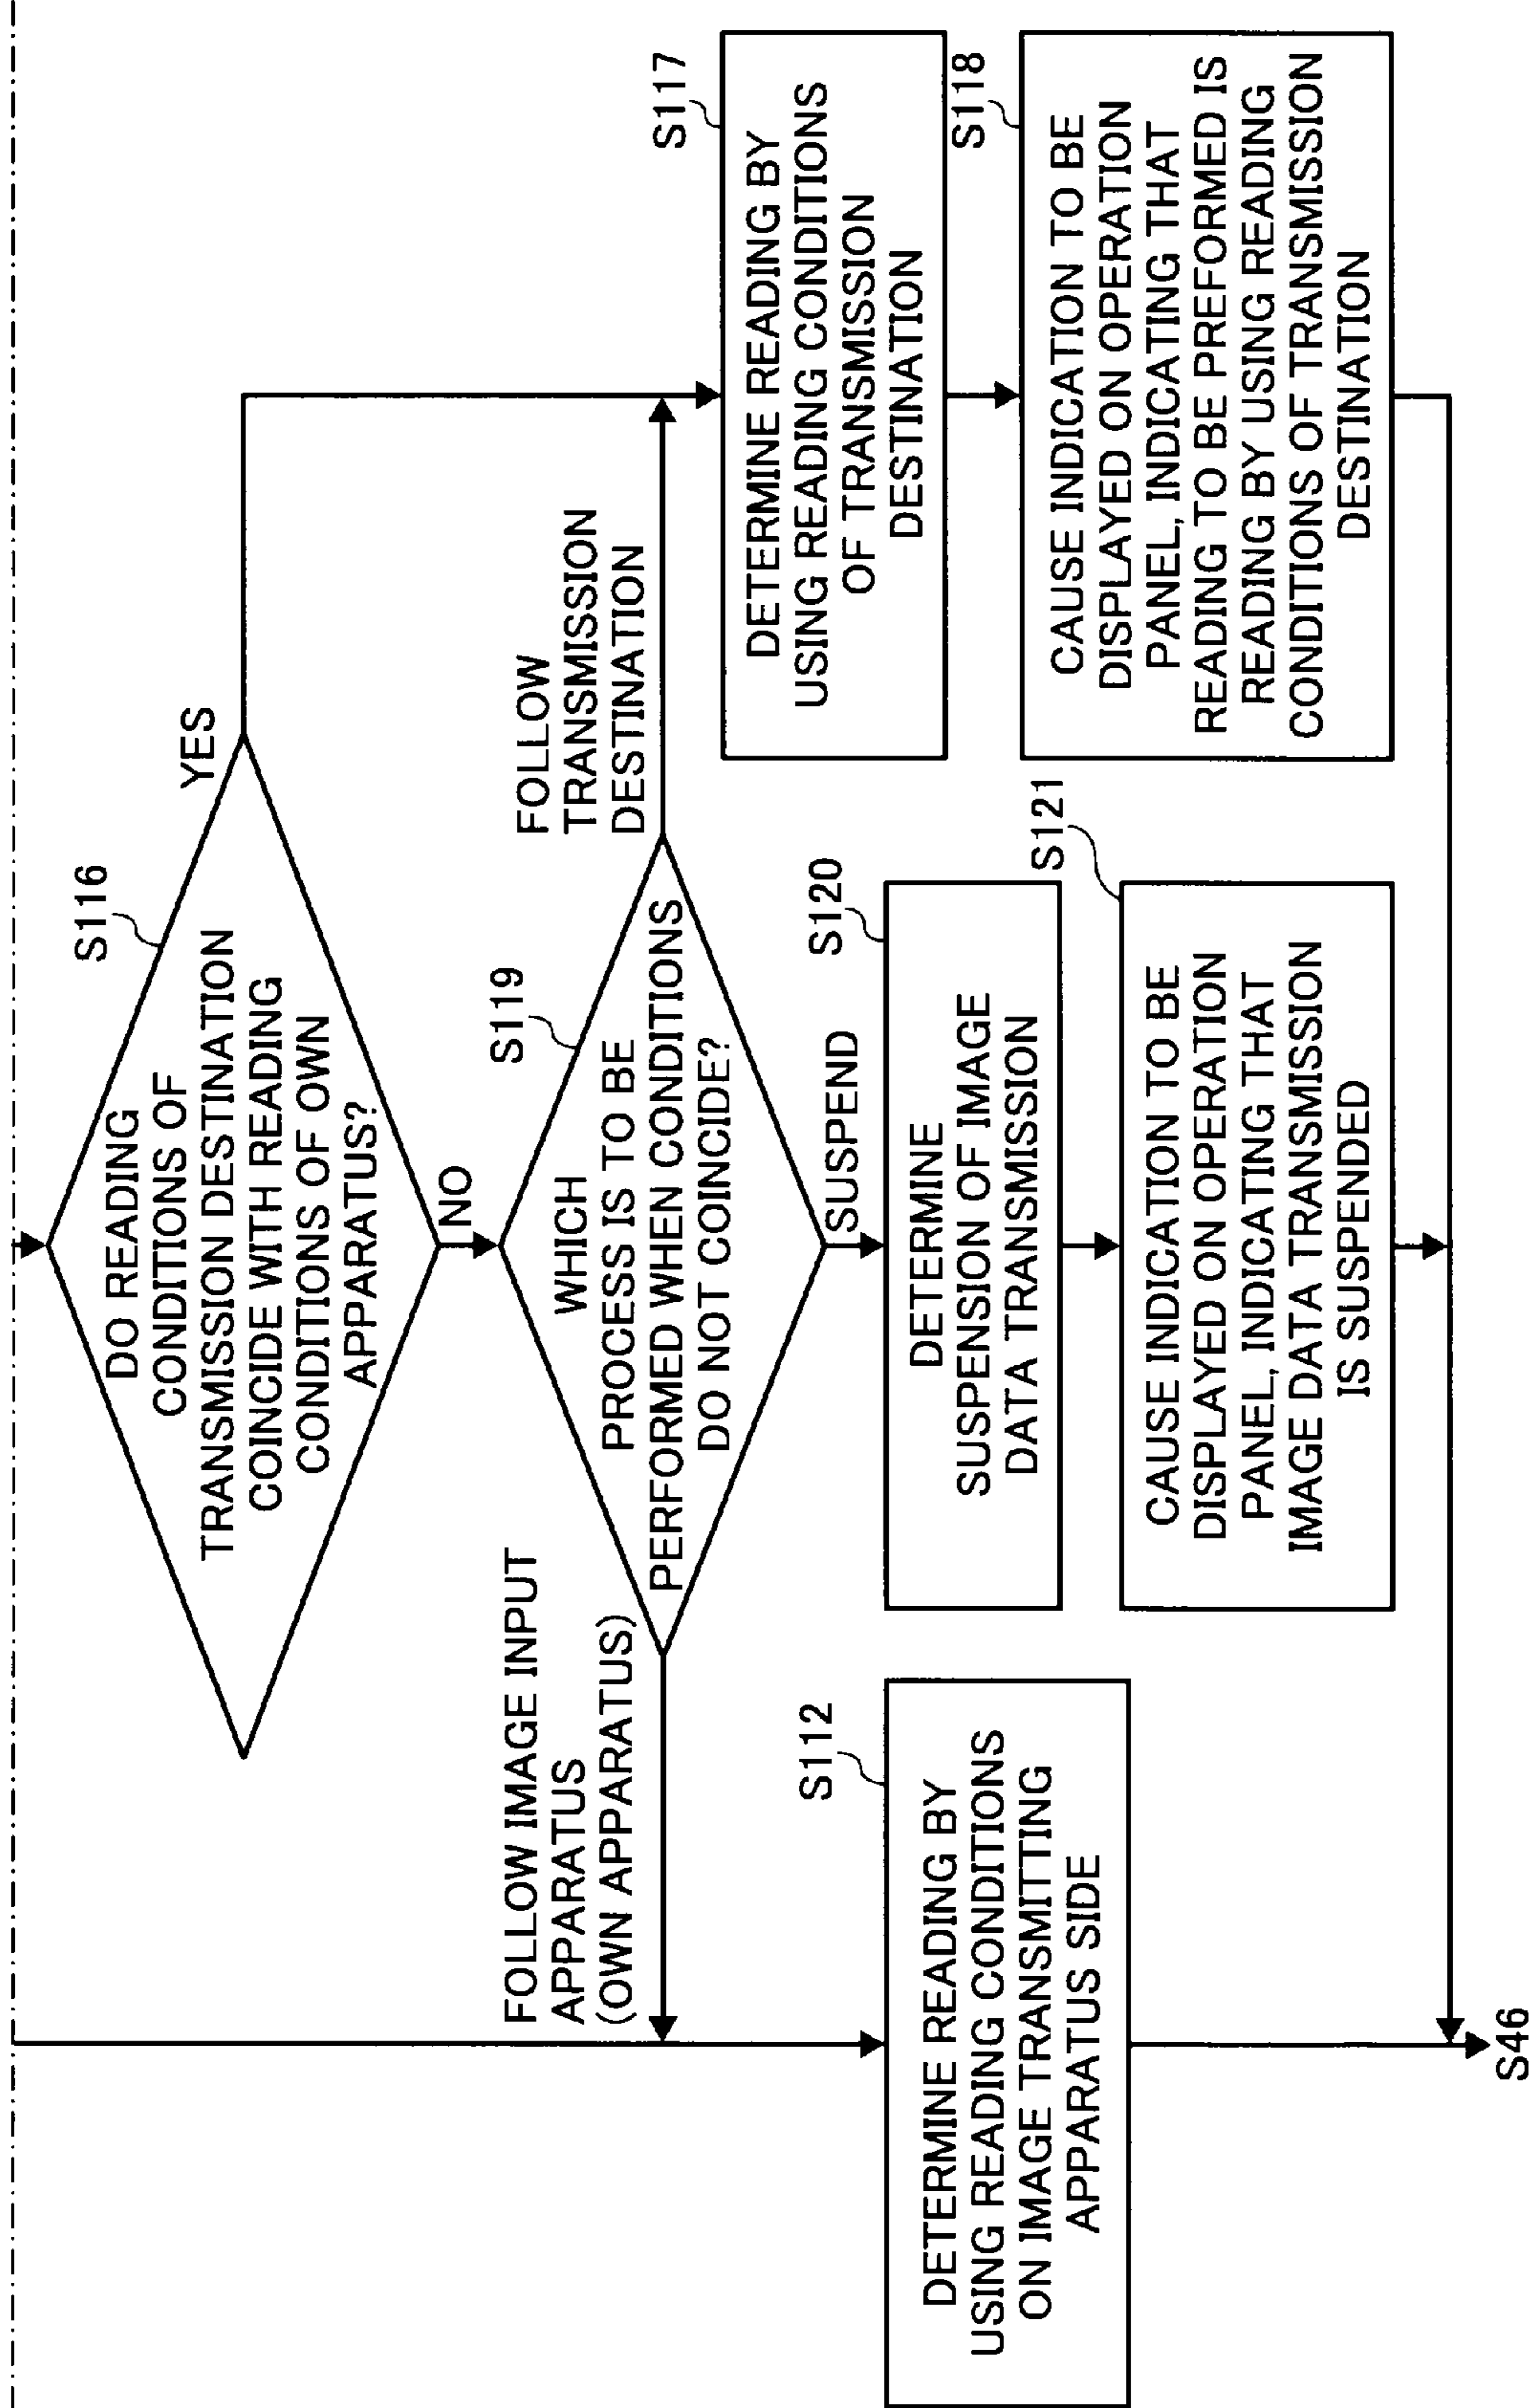 S116
DO READING
CONDITIONS OF
TRANSMISSION DESTINATION
COINCIDE WITH READING
CONDITIONS OF OWN
APPARATUS?
YES
NO
S119
WHICH
PROCESS IS TO BE
PERFORMED WHEN CONDITIONS
DO NOT COINCIDE?
FOLLOW IMAGE INPUT
APPARATUS
(OWN APPARATUS)
FOLLOW
TRANSMISSION
DESTINATION
SUSPEND
S112
DETERMINE READING BY
USING READING CONDITIONS
ON IMAGE TRANSMITTING
APPARATUS SIDE
S120
DETERMINE
SUSPENSION OF IMAGE
DATA TRANSMISSION
S121
CAUSE INDICATION TO BE
DISPLAYED ON OPERATION
PANEL, INDICATING THAT
IMAGE DATA TRANSMISSION
IS SUSPENDED
S117
DETERMINE READING BY
USING READING CONDITIONS
OF TRANSMISSION
DESTINATION
S118
CAUSE INDICATION TO BE
DISPLAYED ON OPERATION
PANEL, INDICATING THAT
READING TO BE PREFORMED IS
READING BY USING READING
CONDITIONS OF TRANSMISSION
DESTINATION
S46